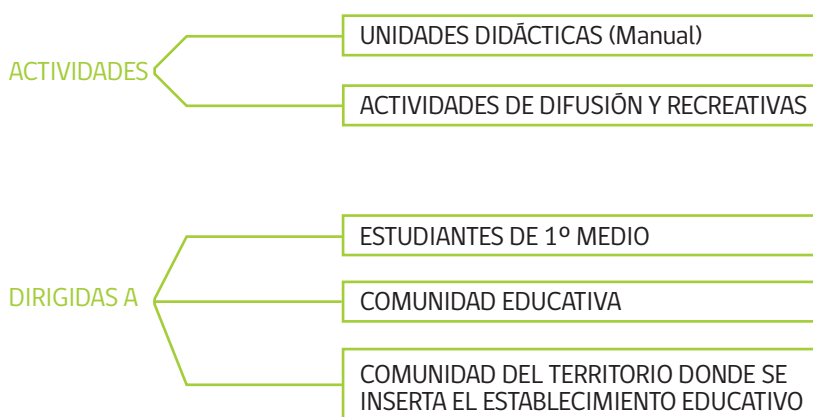 ACTIVIDADES
UNIDADES DIDÁCTICAS (Manual)
ACTIVIDADES DE DIFUSIÓN Y RECREATIVAS
DIRIGIDAS A
ESTUDIANTES DE 1º MEDIO
COMUNIDAD EDUCATIVA
COMUNIDAD DEL TERRITORIO DONDE SE
INSERTA EL ESTABLECIMIENTO EDUCATIVO